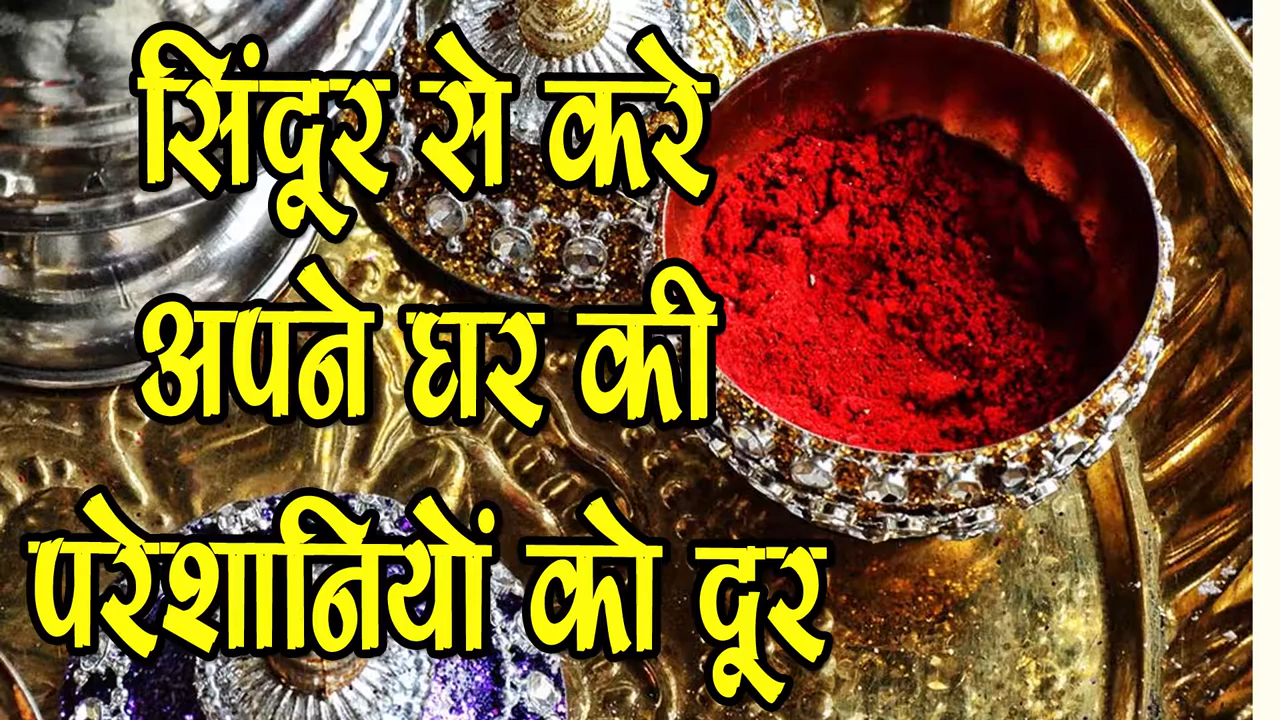 सिंदूर से करे
अपने घर की
परेशानियों को दूर